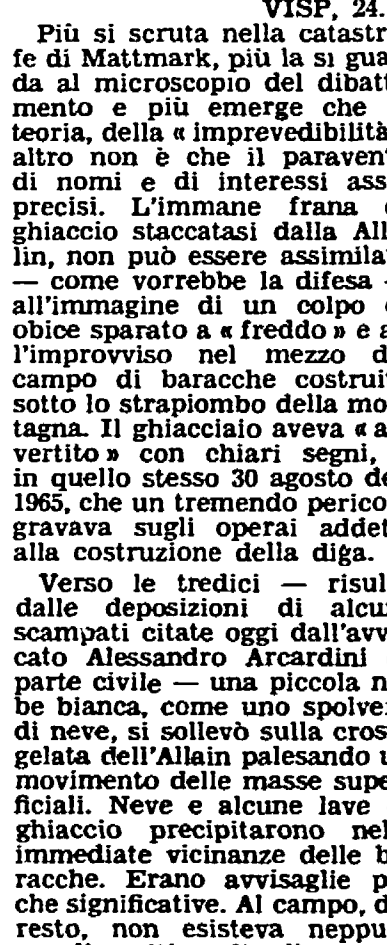 VISP, 24.
Più si scruta nella catastr
fe di Mattmark, più la si gua
da al microscopio del dibatt
mento e più emerge che
teoria, della « imprevedibilità
altro non è che il paravent
di nomi e di interessi ass
precisi. L'immane frana
ghiaccio staccatasi dalla All
lin, non può essere assimila
— come vorrebbe la difesa -
all'immagine di un colpo
obice sparato a « freddo » e a
l'improvviso nel mezzo d
campo di baracche costrui
sotto lo strapiombo della mo
tagna. Il ghiacciaio aveva « a
vertito » con chiari segni,
in quello stesso 30 agosto de
1965, che un tremendo perico
gravava sugli operai addet
alla costruzione della diga.
Verso le tredici — risul
dalle deposizioni di alcu
scampati citate oggi dall'avv
cato Alessandro Arcardini
parte civile — una piccola n
be bianca, come uno spolve
di neve, si sollevò sulla cros
gelata dell'Allain palesando u
movimento delle masse supe
ficiali. Neve e alcune lave
ghiaccio precipitarono nel
immediate vicinanze delle b
racche. Erano avvisaglie p
che significative. Al campo, d
resto, non esisteva neppu